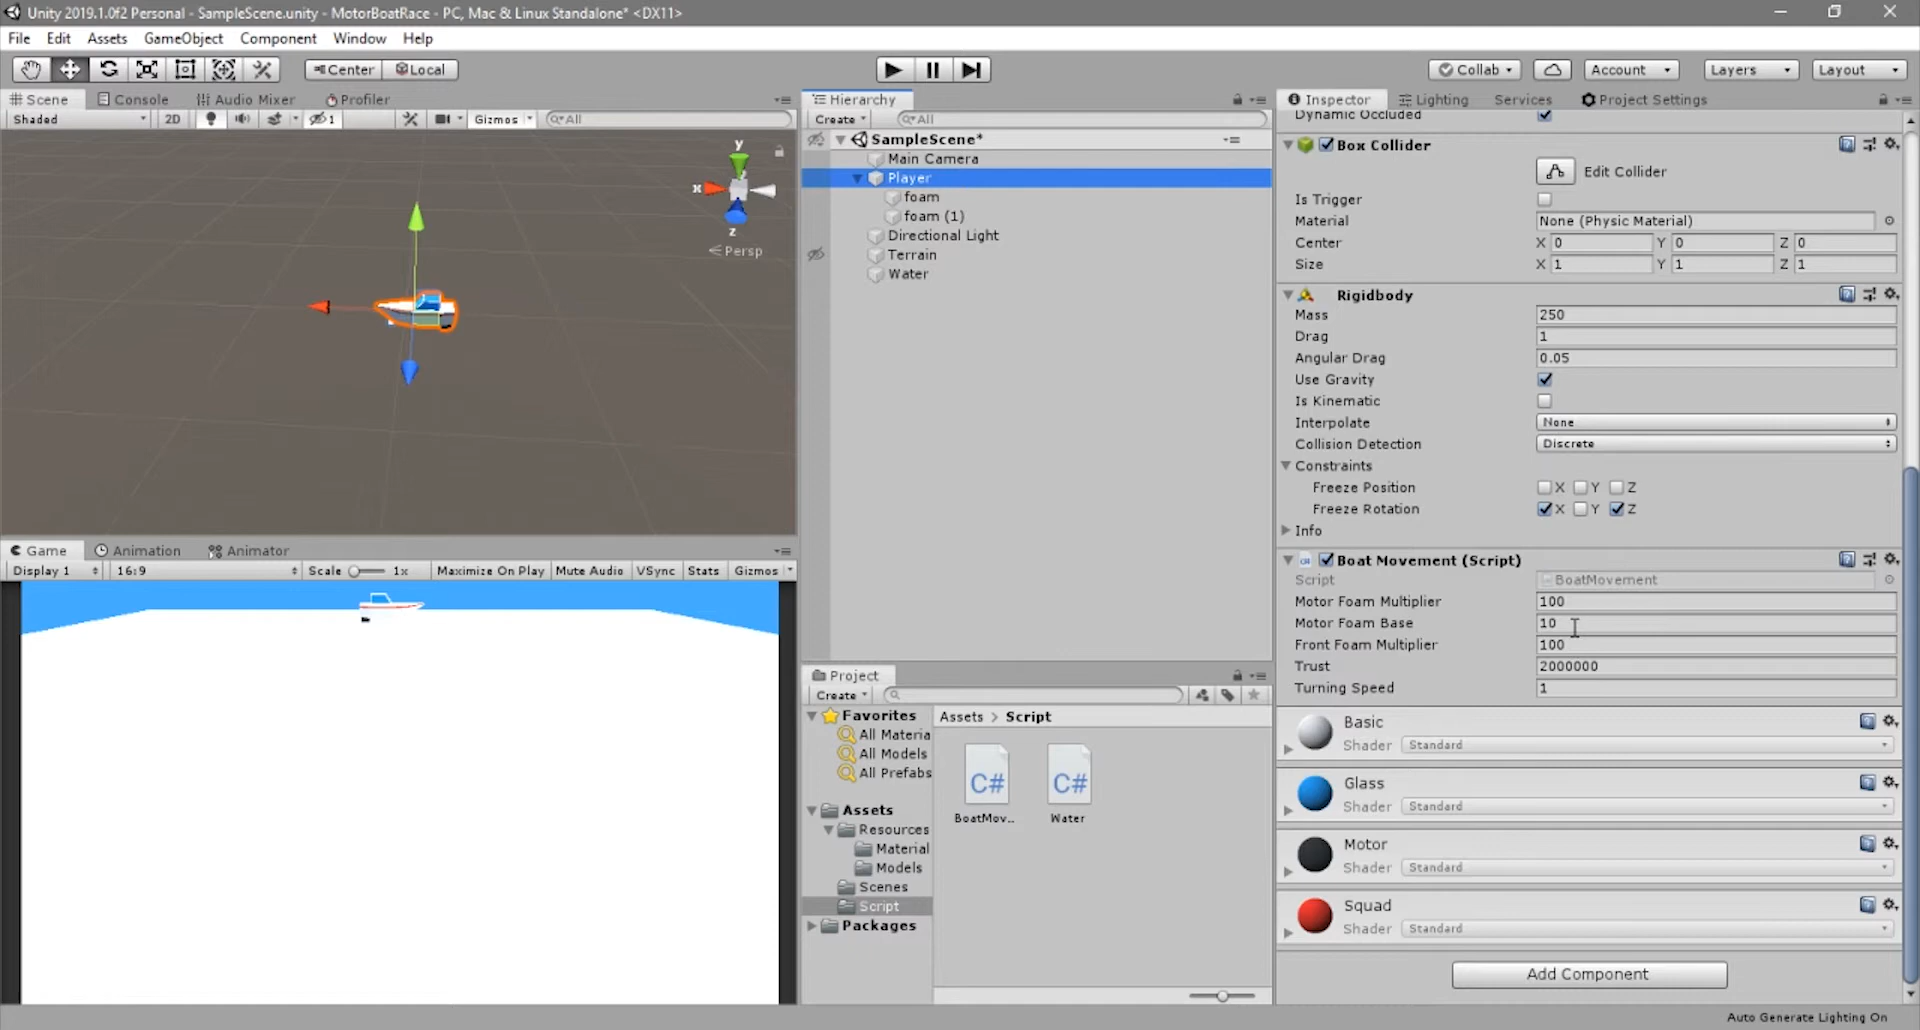 Unity 2019.1.0f2 Personal - SampleScene.unity - MotorBoatRace - PC, Mac & Linux Standalone* <DX11>
File Edit Assets GameObject Component Window Help
Center Local Collab Account Layers Layout
Scene Console Audio Mixer Profiler
Shaded 2D 1 Gizmos All
y
x
z
Persp
Game Animation Animator
Display 1 16:9 Scale 1x Maximize On Play Mute Audio VSync Stats Gizmos
Hierarchy
Create All
SampleScene*
Main Camera
Player
foam
foam (1)
Directional Light
Terrain
Water
Project
Create
Favorites
All Materia
All Models
All Prefabs
Assets
Resources
Material
Models
Scenes
Script
Packages
Assets > Script
C# C#
BoatMov.. Water
Inspector Lighting Services Project Settings
Dynamic Occluded
Box Collider
Edit Collider
Is Trigger
Material None (Physic Material)
Center X 0 Y 0 Z 0
Size X 1 Y 1 Z 1
Rigidbody
Mass 250
Drag 1
Angular Drag 0.05
Use Gravity
Is Kinematic
Interpolate None
Collision Detection Discrete
Constraints
Freeze Position X Y Z
Freeze Rotation X Y Z
Info
Boat Movement (Script)
Script BoatMovement
Motor Foam Multiplier 100
Motor Foam Base 10
Front Foam Multiplier 100
Trust 2000000
Turning Speed 1
Basic
Shader Standard
Glass
Shader Standard
Motor
Shader Standard
Squad
Shader Standard
Add Component
Auto Generate Lighting On